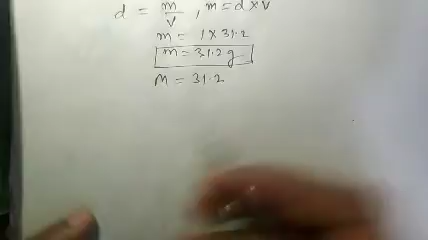 d = m/v , m = d x v
m = 1 x 31.2
m = 31.2 g
M = 31.2